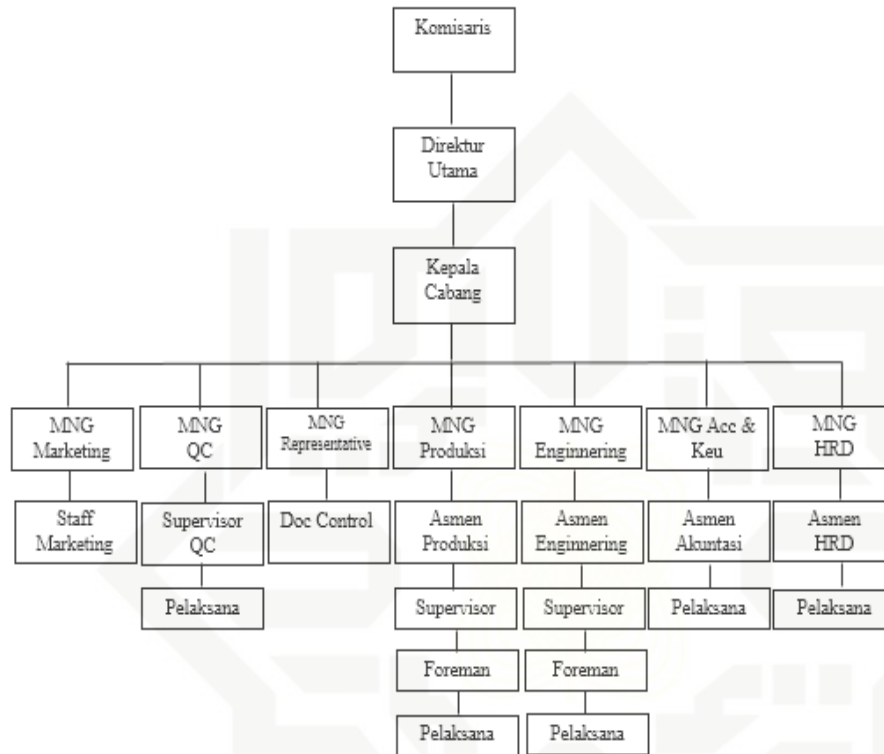 Komisaris
Direktur
Utama
Kepala
Cabang
MNG
Marketing
MNG
QC
MNG
Representative
MNG
Produksi
MNG
Enginnering
MNG Acc &
Keu
MNG
HRD
Staff
Marketing
Supervisor
QC
Doc Control
Asmen
Produksi
Asmen
Enginnering
Asmen
Akuntasi
Asmen
HRD
Pelaksana
Supervisor
Supervisor
Pelaksana
Pelaksana
Foreman
Foreman
Pelaksana
Pelaksana